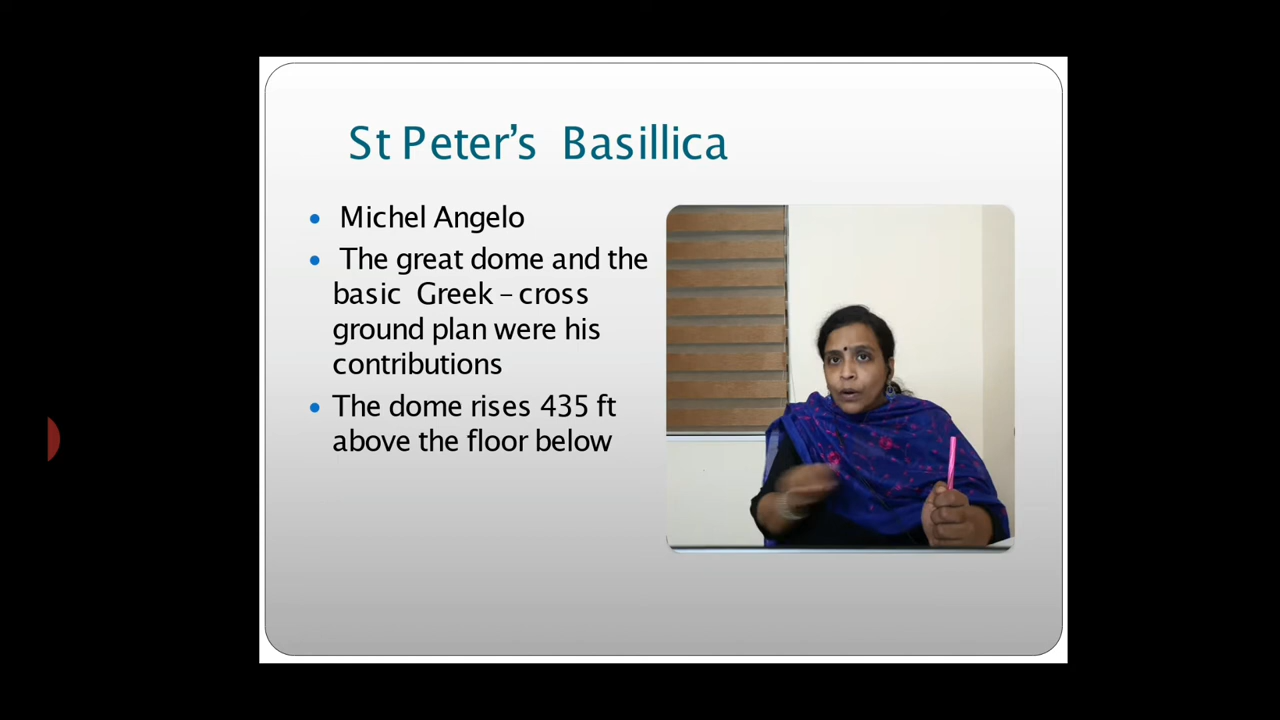 St Peter’s Basillica
• Michel Angelo
• The great dome and the
basic Greek – cross
ground plan were his
contributions
• The dome rises 435 ft
above the floor below